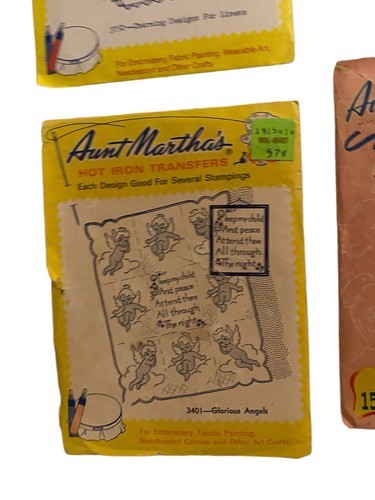 For Embroidery, Fabric Painting, Wearable Art,
Needlepoint and Other Crafts
Aunt Martha's®
HOT IRON TRANSFERS
Each Design Good For Several Stampings
57¢
Sleep my child
And peace
Attend thee
All through
The night
Sleep my child
And peace
Attend thee
All through
The night
3401—Glorious Angels
For Embroidery, Textile Painting,
Needlepoint Canvas and Other Art Crafts
15